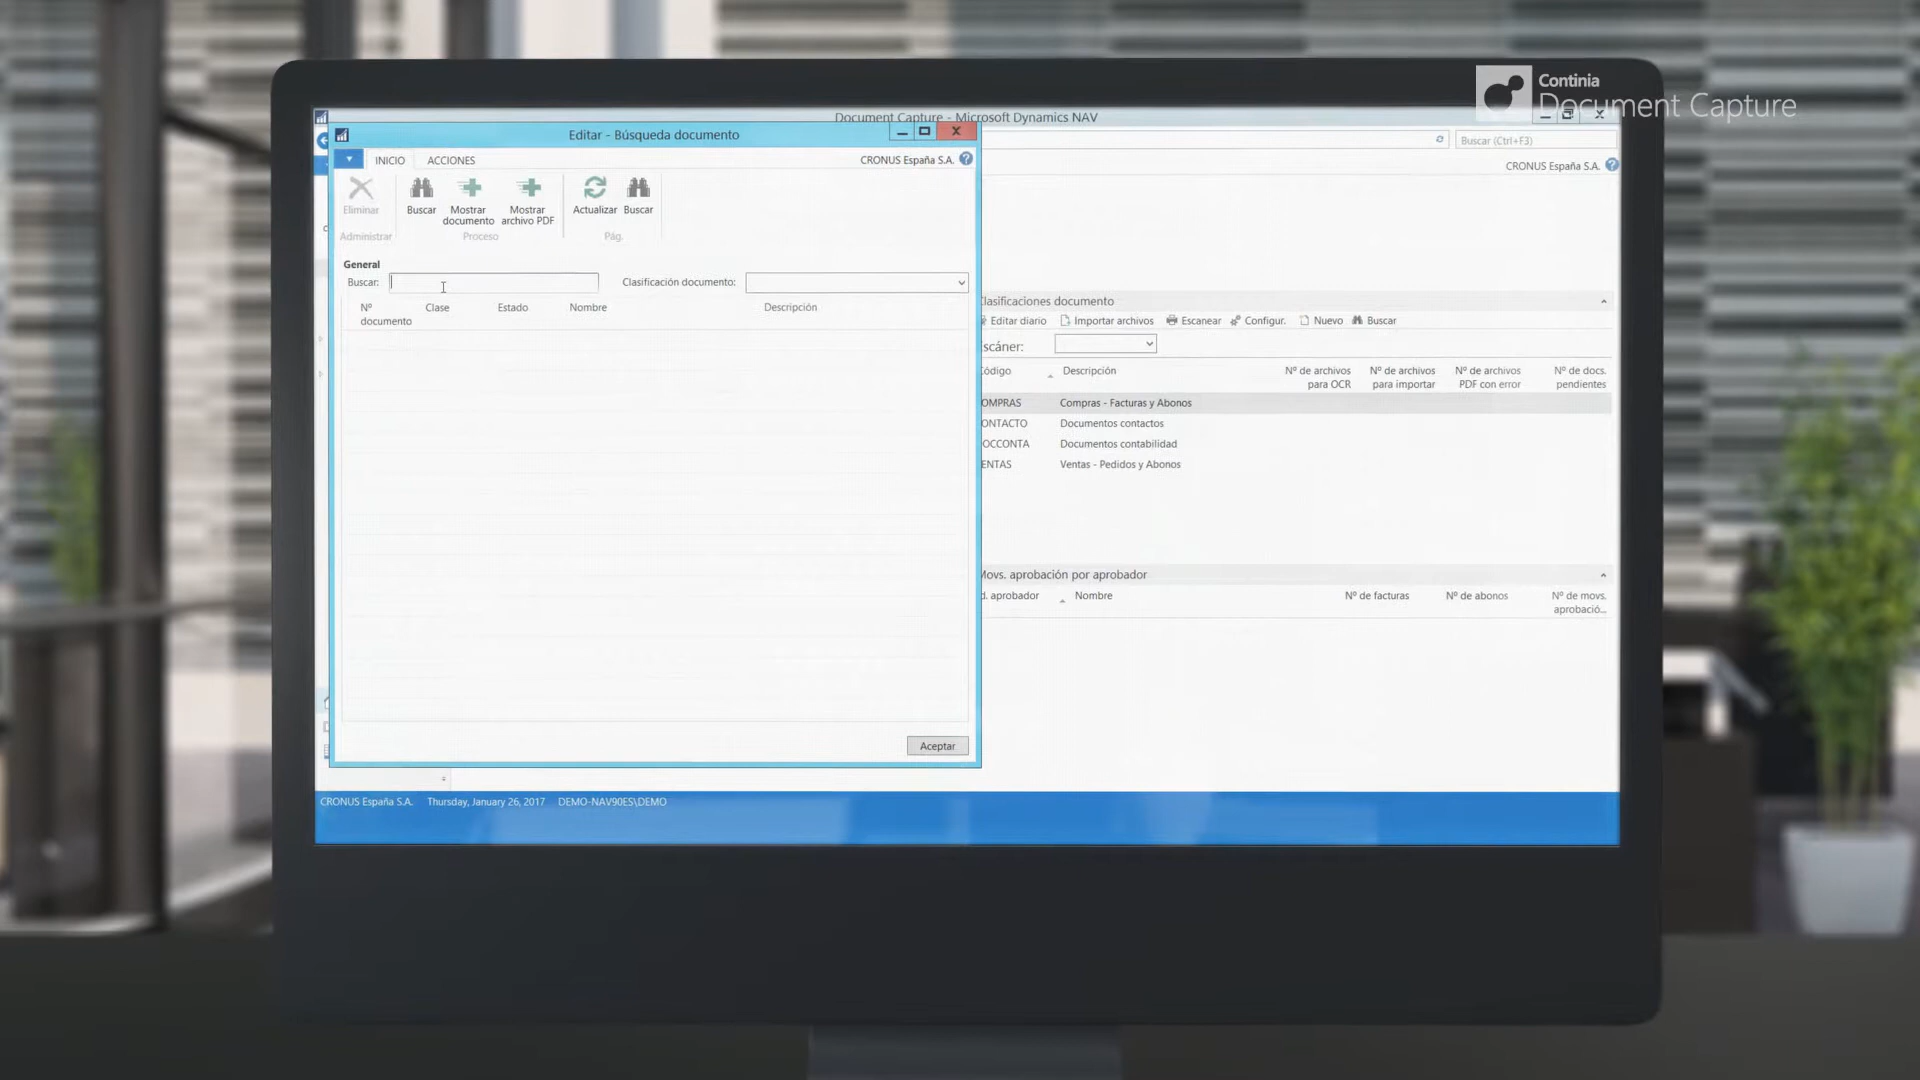 Continia
Document Capture
Document Capture - Microsoft Dynamics NAV
Editar - Búsqueda documento
Buscar (Ctrl+F3)
INICIO ACCIONES
CRONUS España S.A.
CRONUS España S.A.
Eliminar
Buscar
Mostrar documento
Mostrar archivo PDF
Actualizar
Buscar
Administrar
Proceso
Pág.
General
Buscar:
Clasificación documento:
Nº documento
Clase
Estado
Nombre
Descripción
Aceptar
Clasificaciones documento
Editar diario Importar archivos Escanear Configur. Nuevo Buscar
scáner:
ódigo
Descripción
Nº de archivos para OCR
Nº de archivos para importar
Nº de archivos PDF con error
Nº de docs. pendientes
OMPRAS Compras - Facturas y Abonos
ONTACTO Documentos contactos
OCCONTA Documentos contabilidad
ENTAS Ventas - Pedidos y Abonos
Movs. aprobación por aprobador
d. aprobador
Nombre
Nº de facturas
Nº de abonos
Nº de movs. aprobació...
CRONUS España S.A. Thursday, January 26, 2017 DEMO-NAV90ES\DEMO